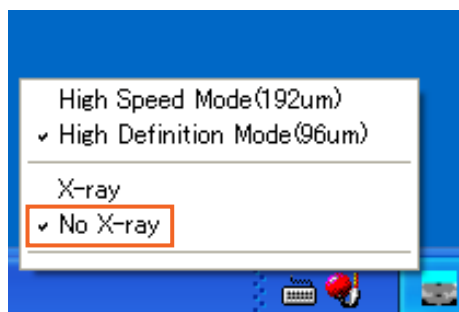 High Speed Mode(192um)
High Definition Mode(96um)
X-ray
No X-ray